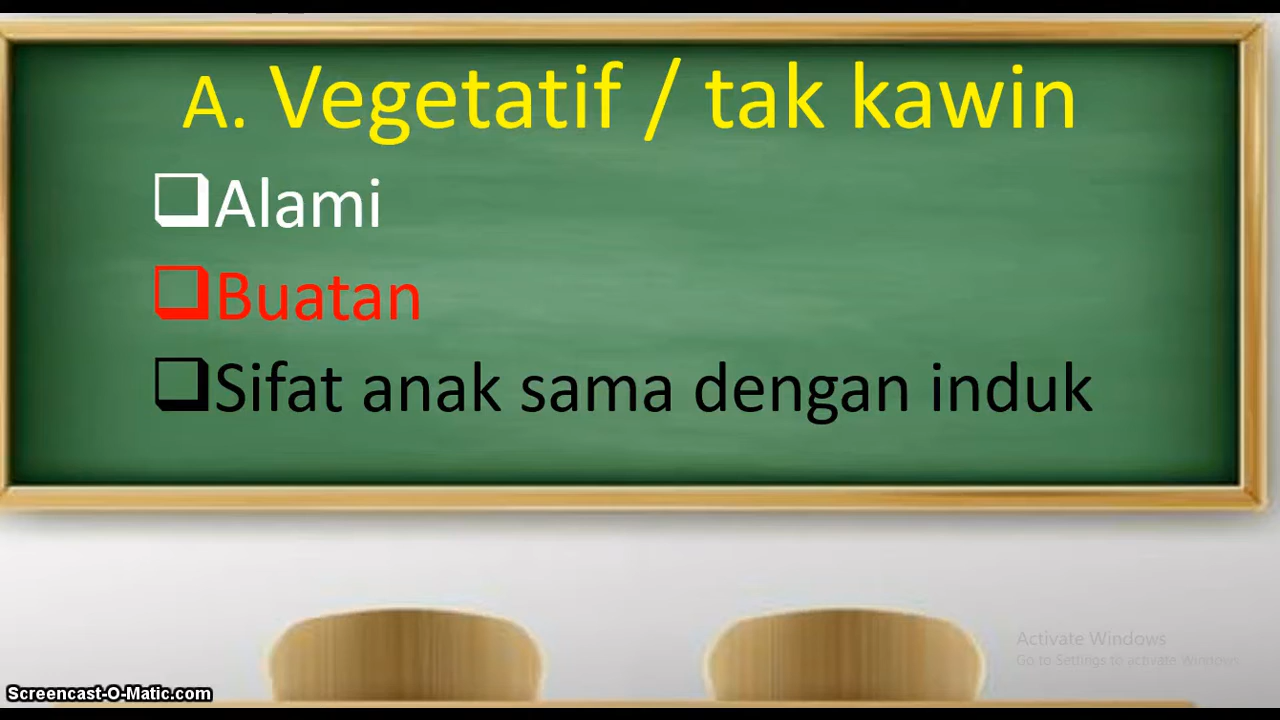 A. Vegetatif / tak kawin
Alami
Buatan
Sifat anak sama dengan induk
Activate Windows
Go to Settings to activate Windows.
Screencast-O-Matic.com